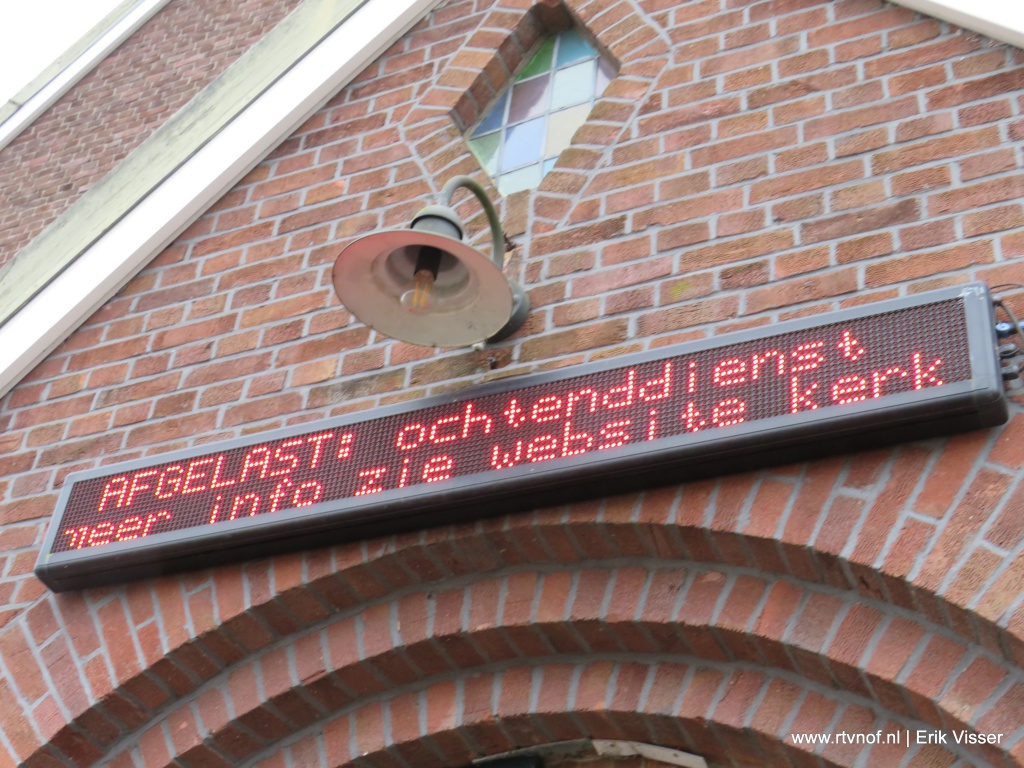 AFGELAST: ochtenddienst
meer info zie website kerk
www.rtvnof.nl | Erik Visser